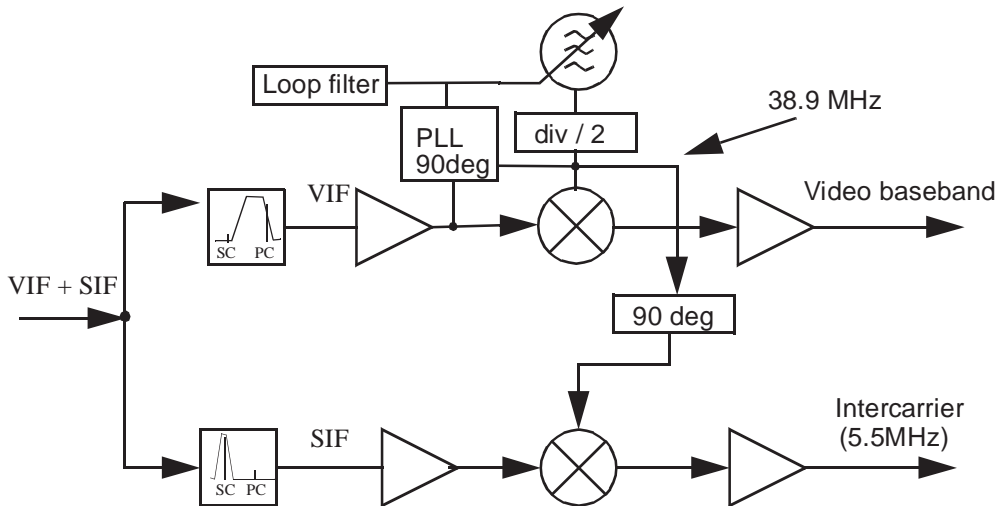 Loop filter
PLL
90deg
div / 2
38.9 MHz
VIF
SC PC
Video baseband
VIF + SIF
90 deg
SIF
SC PC
Intercarrier
(5.5MHz)